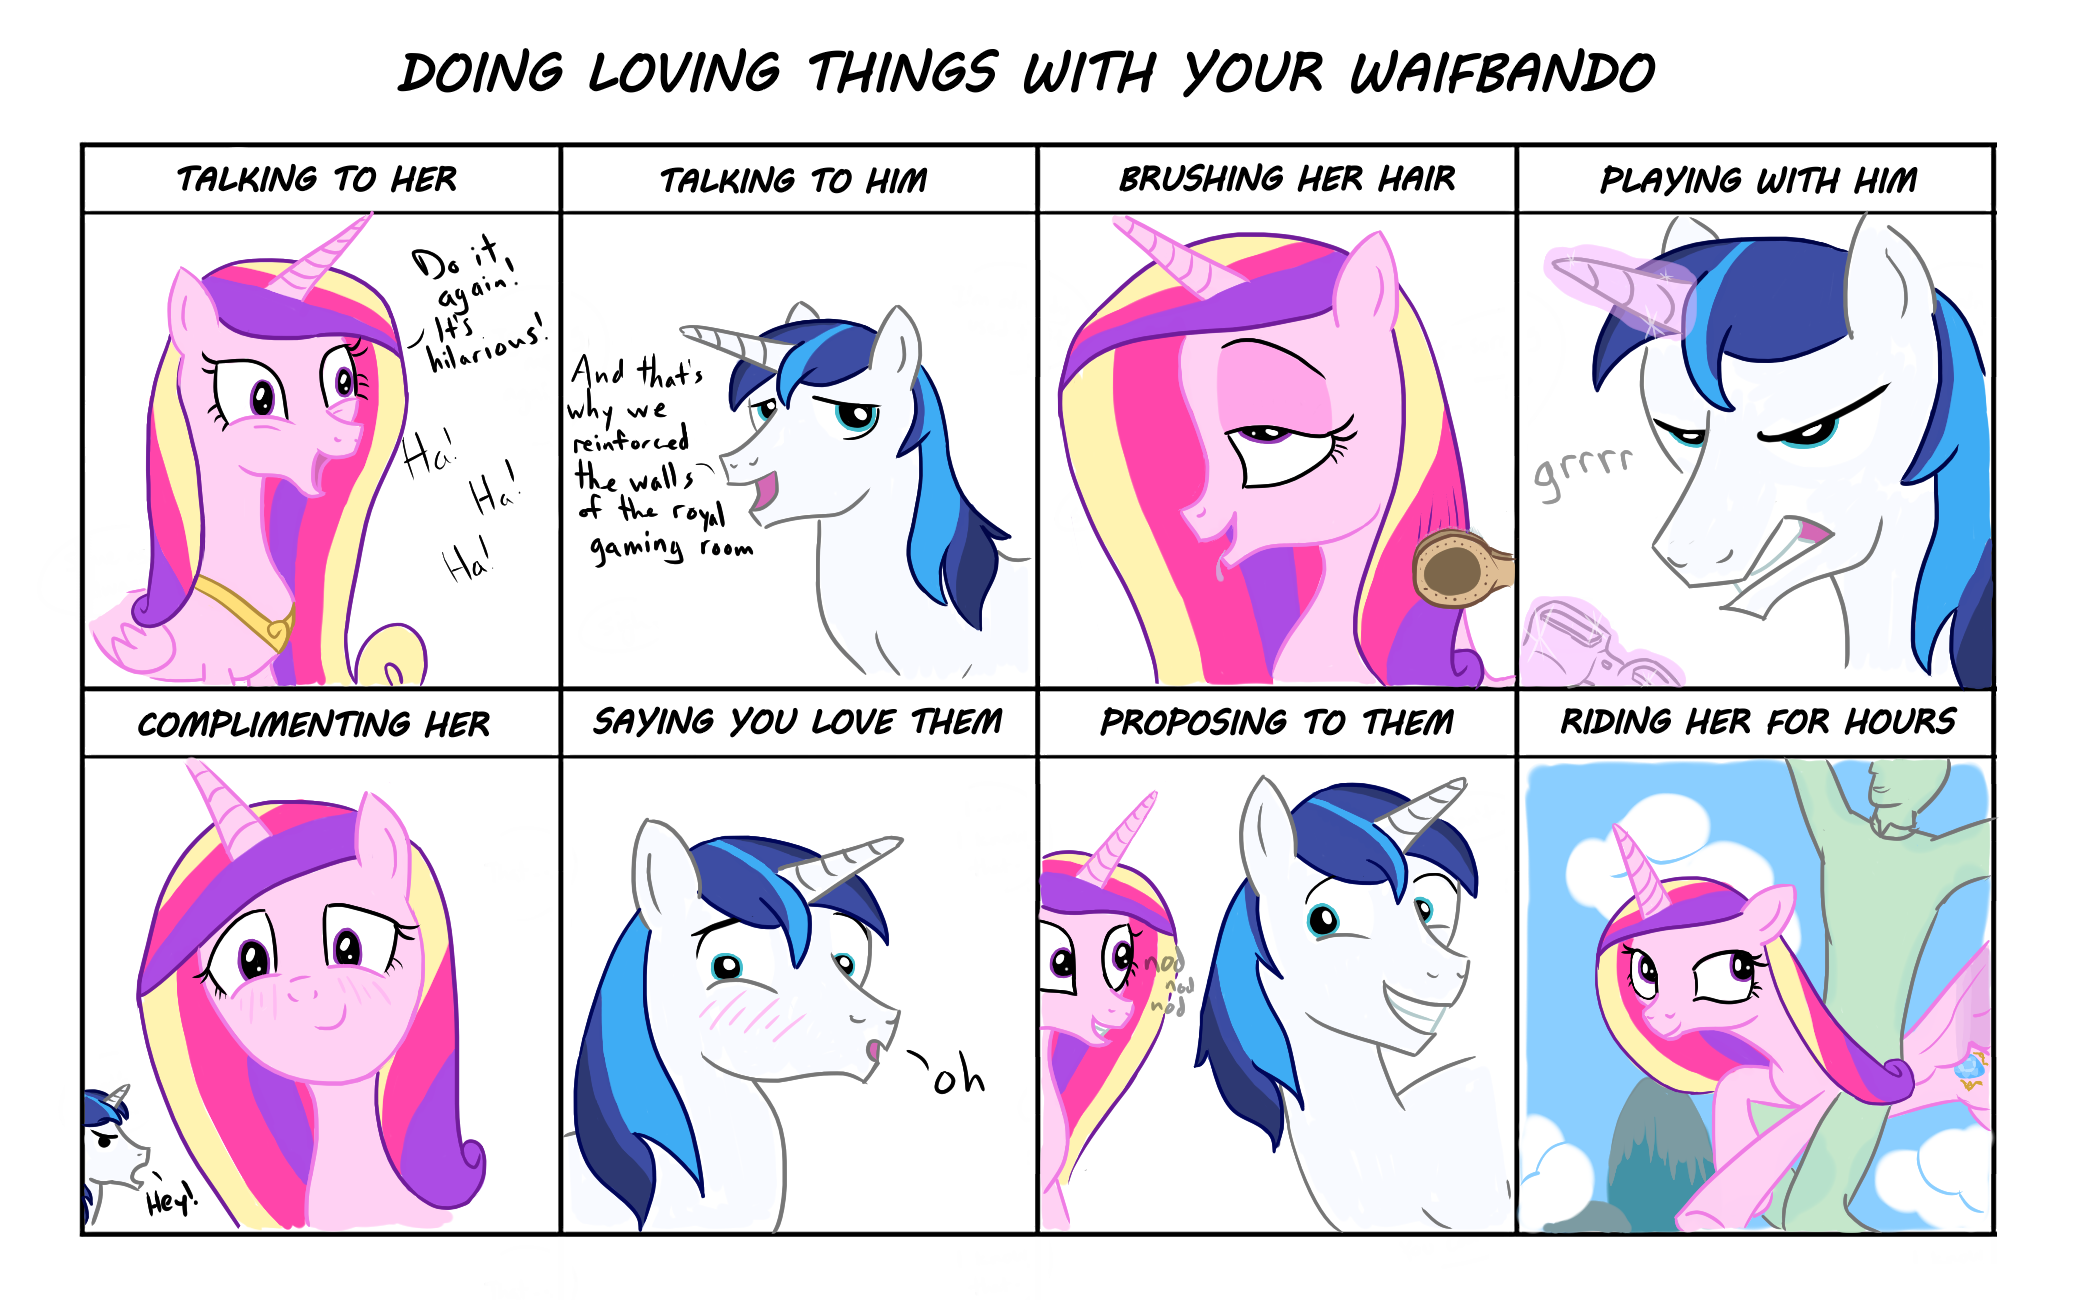 DOING LOVING THINGS WITH YOUR WAIFBANDO
TALKING TO HER
TALKING TO HIM
BRUSHING HER HAIR
PLAYING WITH HIM
Do it
again!
It's
hilarious!
Ha!
Ha!
Ha!
And that's
why we
reinforced
the walls
of the royal
gaming room
grrrr
COMPLIMENTING HER
SAYING YOU LOVE THEM
PROPOSING TO THEM
RIDING HER FOR HOURS
Hey!
oh
nod
nod
nod